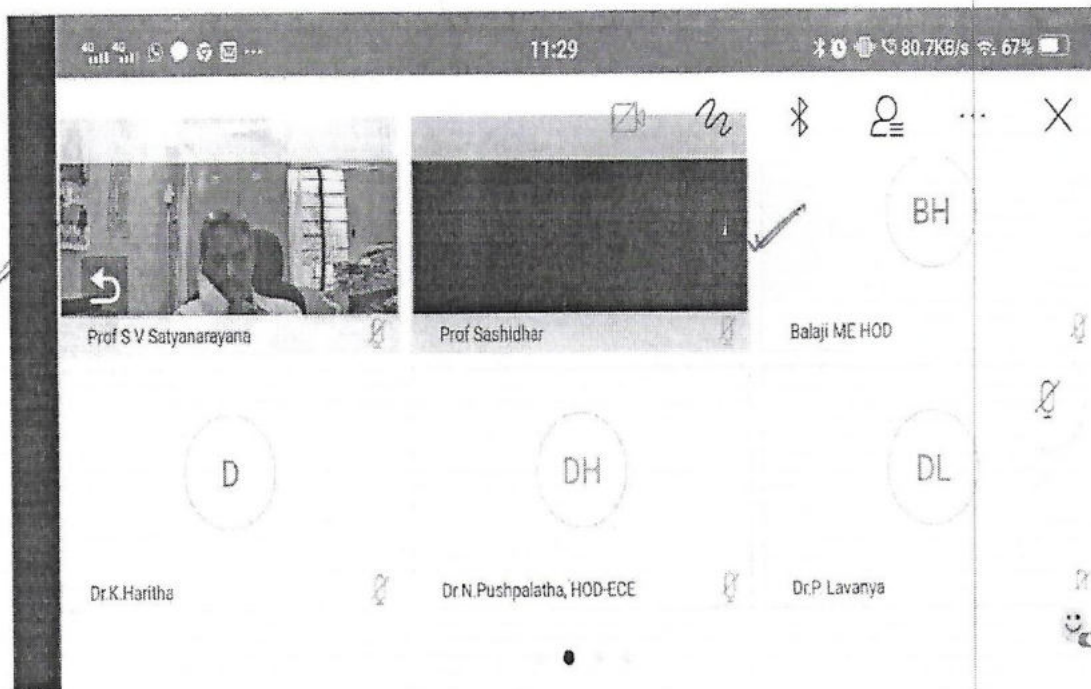 11:29
80.7KB/s 67%
BH
Prof S V Satyanarayana
Prof Sashidhar
Balaji ME HOD
D
DH
DL
Dr.K.Haritha
Dr.N.Pushpalatha, HOD-ECE
Dr.P. Lavanya